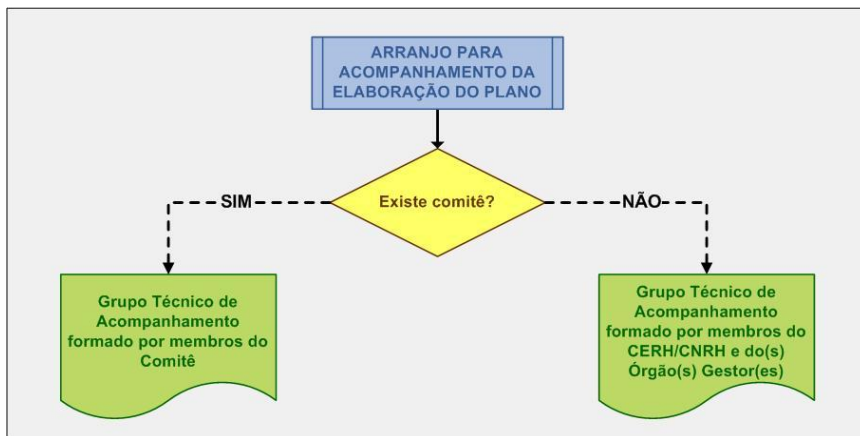 ARRANJO PARA
ACOMPANHAMENTO DA
ELABORAÇÃO DO PLANO
Existe comitê?
SIM
NÃO
Grupo Técnico de
Acompanhamento
formado por membros do
Comitê
Grupo Técnico de
Acompanhamento
formado por membros do
CERH/CNRH e do(s)
Órgão(s) Gestor(es)